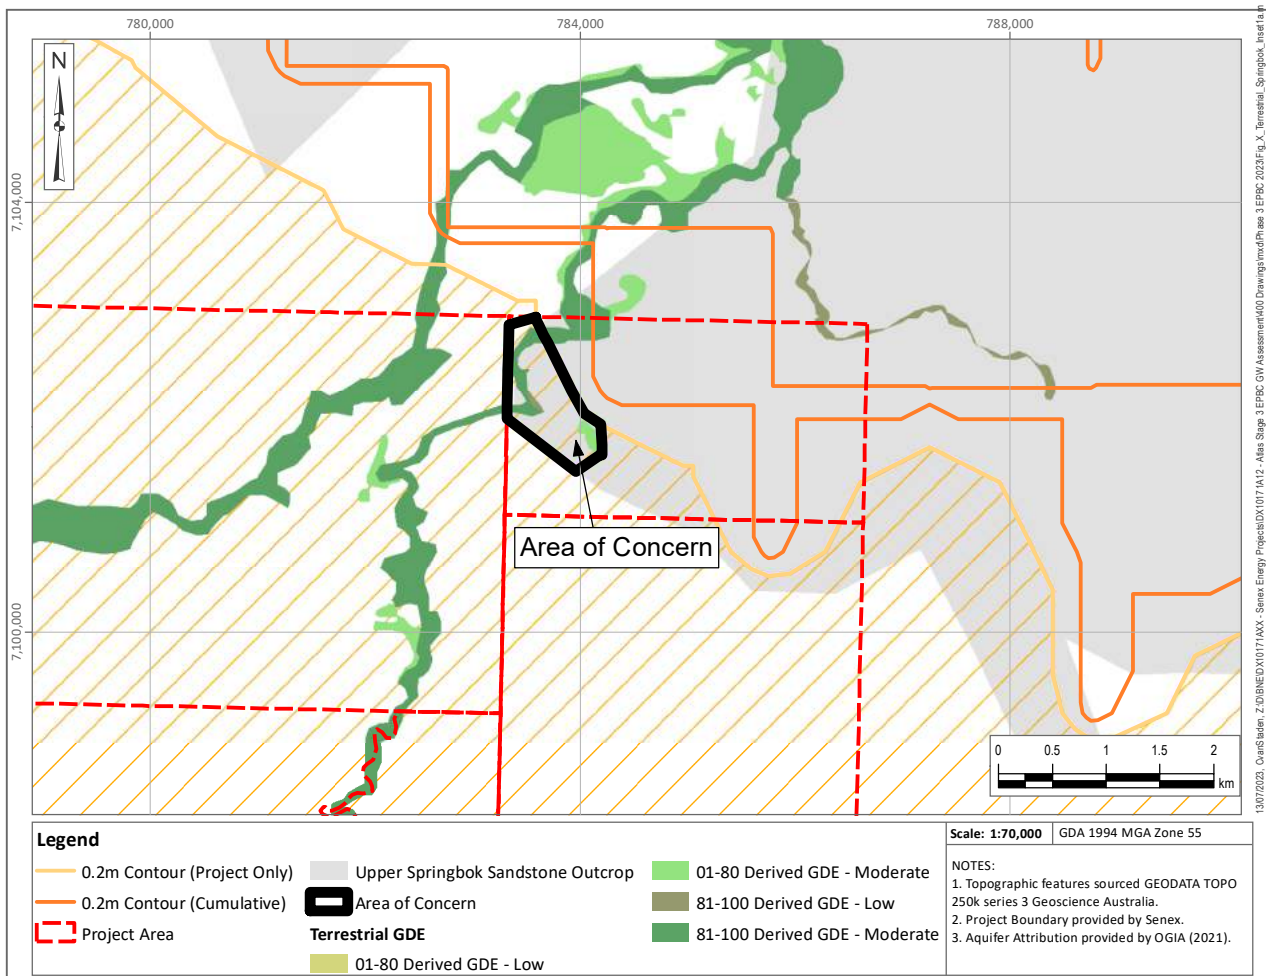 780,000
784,000
788,000
N
7,104,000
7,100,000
Area of Concern
0 0.5 1 1.5 2
km
Legend
0.2m Contour (Project Only)
0.2m Contour (Cumulative)
Project Area
Upper Springbok Sandstone Outcrop
Area of Concern
Terrestrial GDE
01-80 Derived GDE - Low
01-80 Derived GDE - Moderate
81-100 Derived GDE - Low
81-100 Derived GDE - Moderate
Scale: 1:70,000
GDA 1994 MGA Zone 55
NOTES:
1. Topographic features sourced GEODATA TOPO
250k series 3 Geoscience Australia.
2. Project Boundary provided by Senex.
3. Aquifer Attribution provided by OGIA (2021).